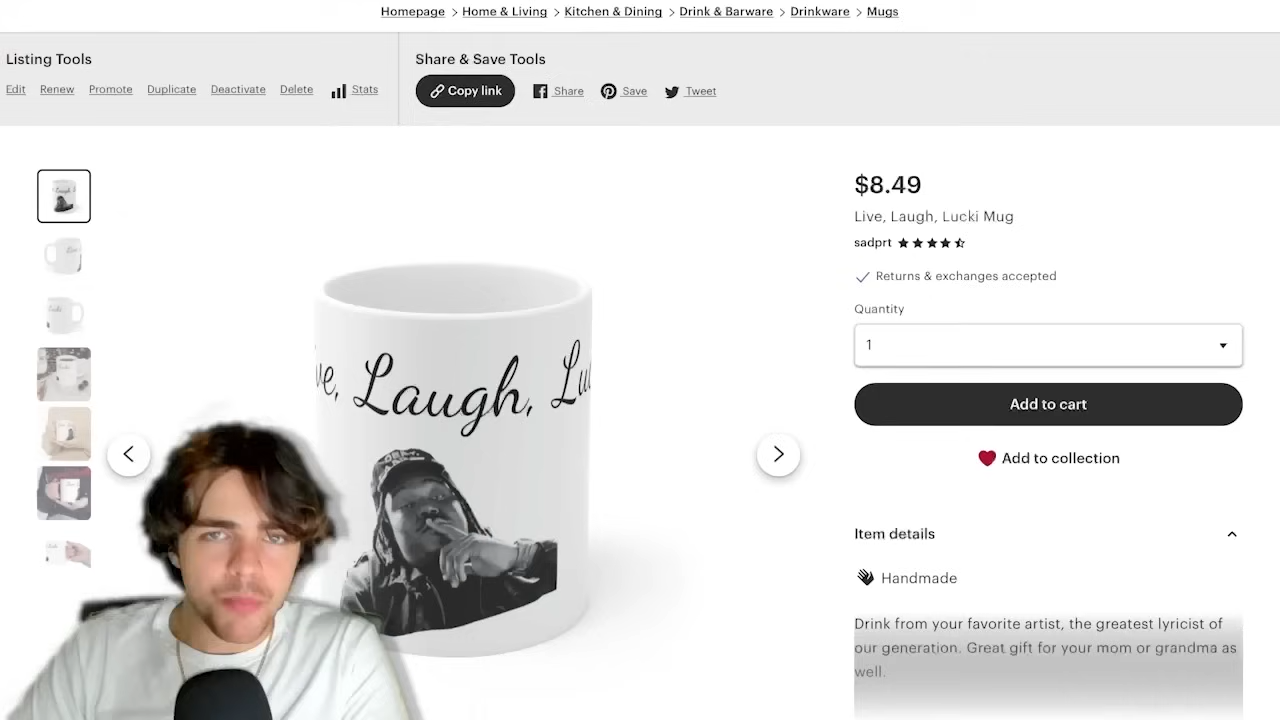 Homepage > Home & Living > Kitchen & Dining > Drink & Barware > Drinkware > Mugs
Listing Tools
Edit Renew Promote Duplicate Deactivate Delete Stats
Share & Save Tools
Copy link Share Save Tweet
$8.49
Live, Laugh, Lucki Mug
sadprt
Returns & exchanges accepted
Quantity
1
Add to cart
Add to collection
Item details
Handmade
Drink from your favorite artist, the greatest lyricist of
our generation. Great gift for your mom or grandma as
well.
ve, Laugh, Lu